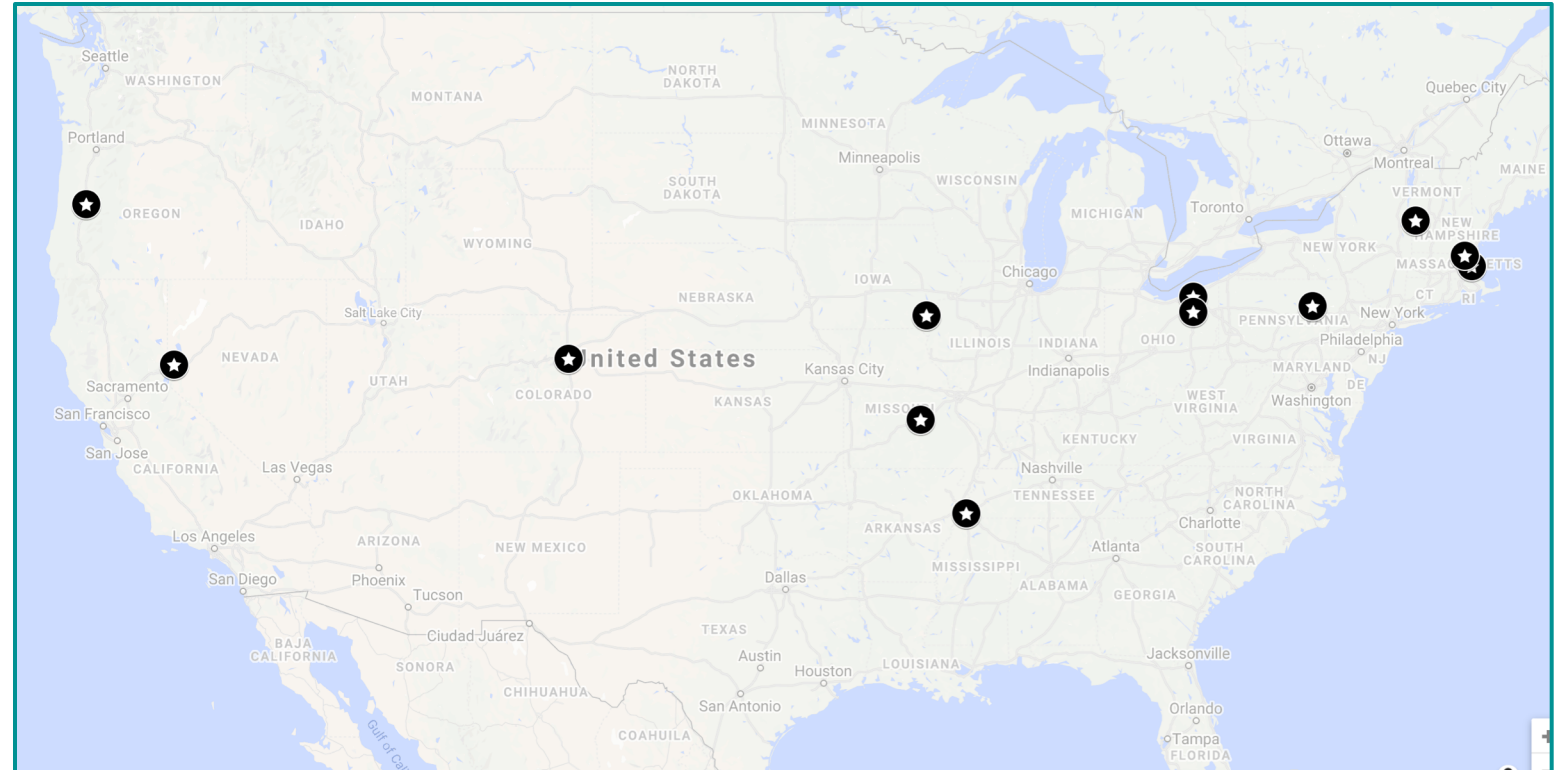 Seattle
WASHINGTON
MONTANA
NORTH
DAKOTA
Quebec City
MINNESOTA
Portland
Minneapolis
Ottawa
Montreal
MAINE
WISCONSIN
SOUTH
DAKOTA
VERMONT
OREGON
IDAHO
MICHIGAN
Toronto
NEW
HAMPSHIRE
WYOMING
NEW YORK
Chicago
IOWA
NEBRASKA
CT
RI
Salt Lake City
New York
PENNSYLVANIA
OHIO
Philadelphia
ILLINOIS
INDIANA
NEVADA
United States
NJ
Kansas City
Indianapolis
MARYLAND
UTAH
DE
Sacramento
COLORADO
KANSAS
WEST
VIRGINIA
Washington
San Francisco
MISSOURI
KENTUCKY
VIRGINIA
San Jose
CALIFORNIA
Las Vegas
Nashville
OKLAHOMA
TENNESSEE
NORTH
CAROLINA
Charlotte
ARKANSAS
Los Angeles
ARIZONA
NEW MEXICO
Atlanta
SOUTH
CAROLINA
MISSISSIPPI
San Diego
Phoenix
Dallas
ALABAMA
GEORGIA
Tucson
TEXAS
Ciudad Juárez
BAJA
CALIFORNIA
Jacksonville
Austin
Houston
LOUISIANA
SONORA
CHIHUAHUA
San Antonio
Orlando
COAHUILA
Gulf of Cal
Tampa
FLORIDA